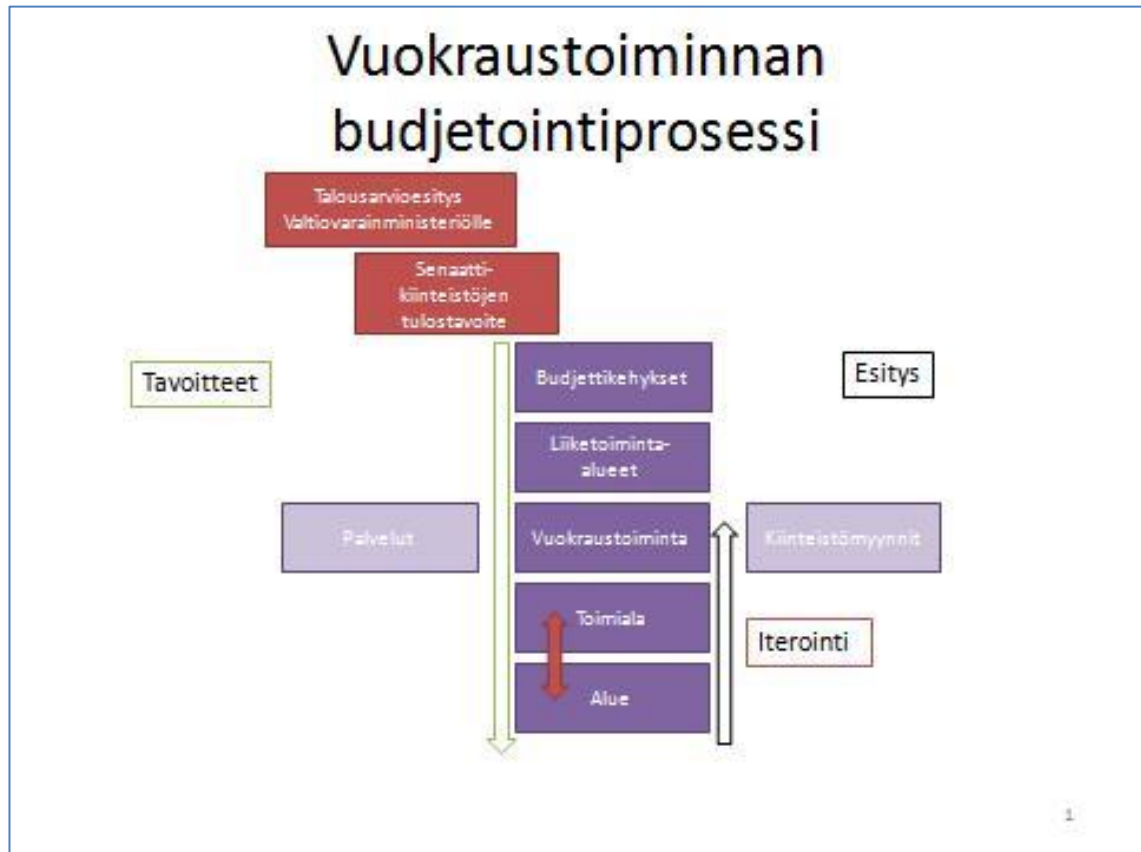 Vuokraustoiminnan
budjetointiprosessi
Talousarvioesitys
Valtiovarainministeriölle
Senaatti-
kiinteistöjen
tulostavoite
Tavoitteet
Budjettikehykset
Esitys
Liiketoiminta-
alueet
Palvelut
Vuokraustoiminta
Kiinteistömyynnit
Toimiala
Iterointi
Alue
1